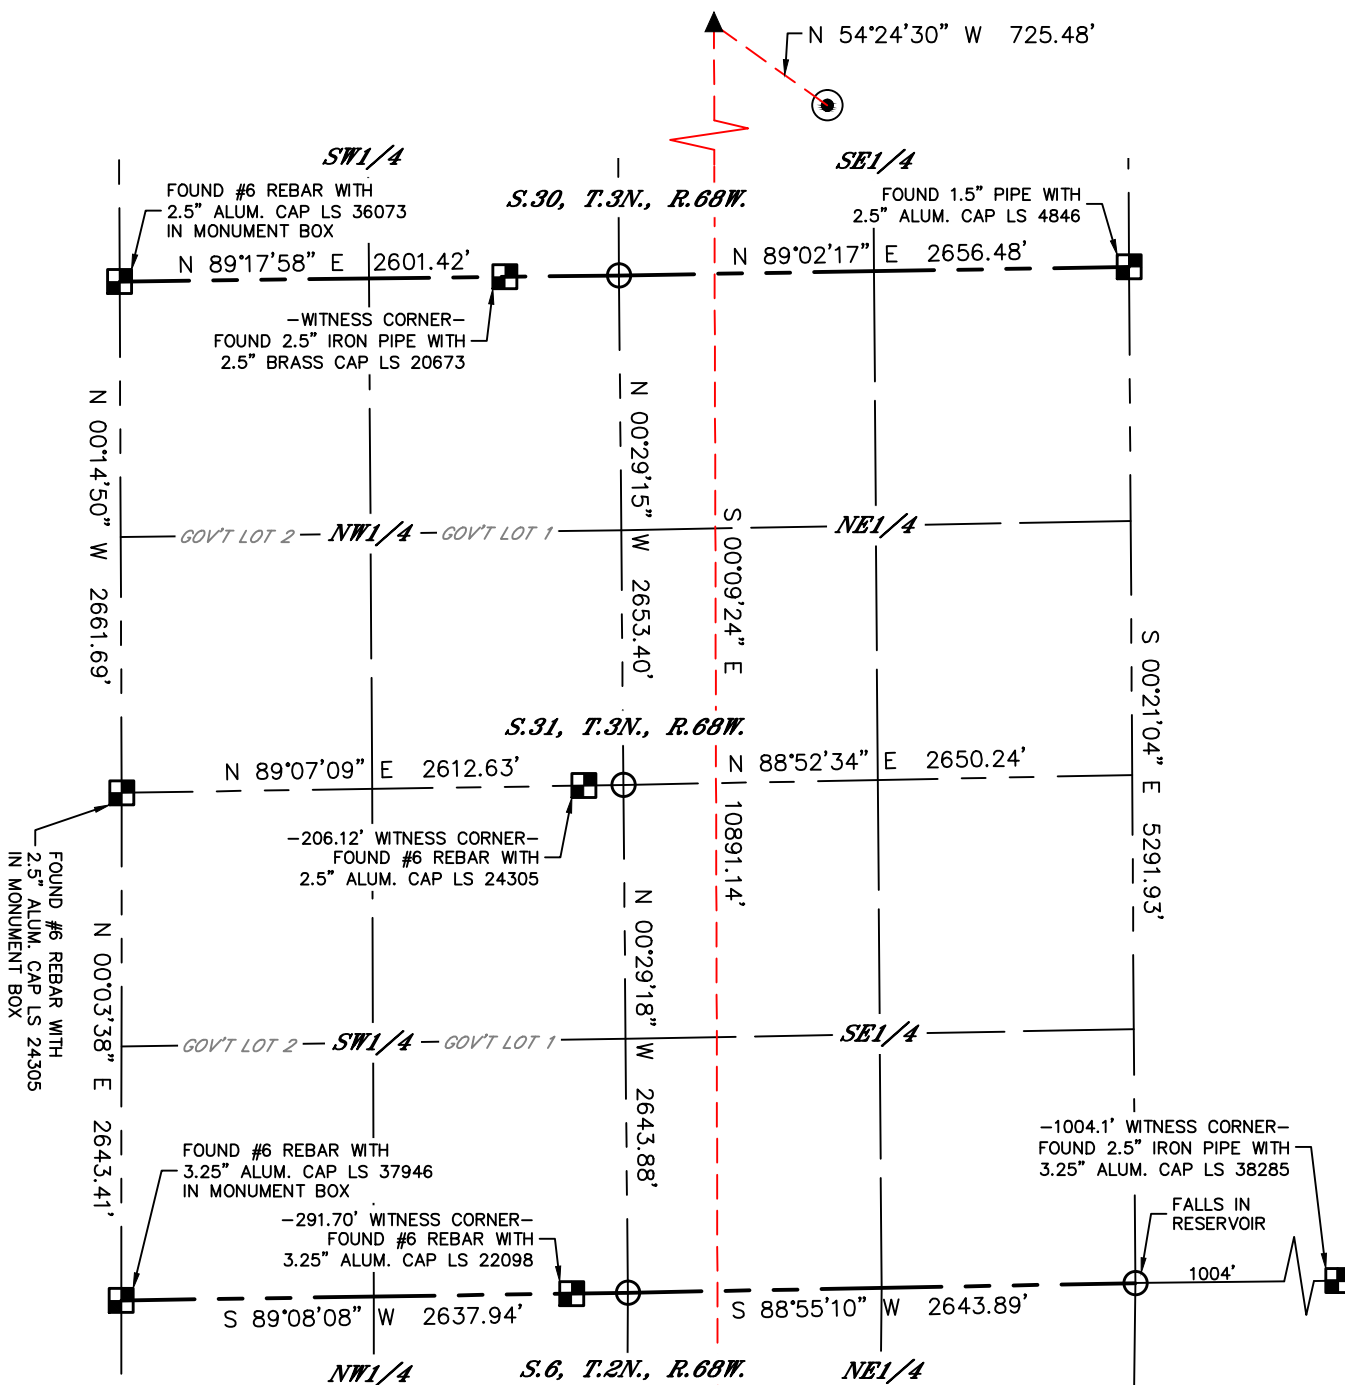 N 54°24'30" W 725.48'
SW1/4
SE1/4
FOUND #6 REBAR WITH
2.5" ALUM. CAP LS 36073
IN MONUMENT BOX
S.30, T.3N., R.68W.
FOUND 1.5" PIPE WITH
2.5" ALUM. CAP LS 4846
N 89°17'58" E 2601.42'
N 89°02'17" E 2656.48'
-WITNESS CORNER-
FOUND 2.5" IRON PIPE WITH
2.5" BRASS CAP LS 20673
N 00°14'50" W 2661.69'
N 00°29'15" W 2653.40'
S 00°09'24" E 10891.14'
S 00°21'04" E 5291.93'
GOV'T LOT 2 NW1/4 GOV'T LOT 1
NE1/4
S.31, T.3N., R.68W.
N 89°07'09" E 2612.63'
N 88°52'34" E 2650.24'
-206.12' WITNESS CORNER-
FOUND #6 REBAR WITH
2.5" ALUM. CAP LS 24305
FOUND #6 REBAR WITH
2.5" ALUM. CAP LS 24305
IN MONUMENT BOX
N 00°03'38" E 2643.41'
N 00°29'18" W 2643.88'
GOV'T LOT 2 SW1/4 GOV'T LOT 1
SE1/4
FOUND #6 REBAR WITH
3.25" ALUM. CAP LS 37946
IN MONUMENT BOX
-1004.1' WITNESS CORNER-
FOUND 2.5" IRON PIPE WITH
3.25" ALUM. CAP LS 38285
-291.70' WITNESS CORNER-
FOUND #6 REBAR WITH
3.25" ALUM. CAP LS 22098
FALLS IN
RESERVOIR
1004'
S 89°08'08" W 2637.94'
S 88°55'10" W 2643.89'
NW1/4
S.6, T.2N., R.68W.
NE1/4